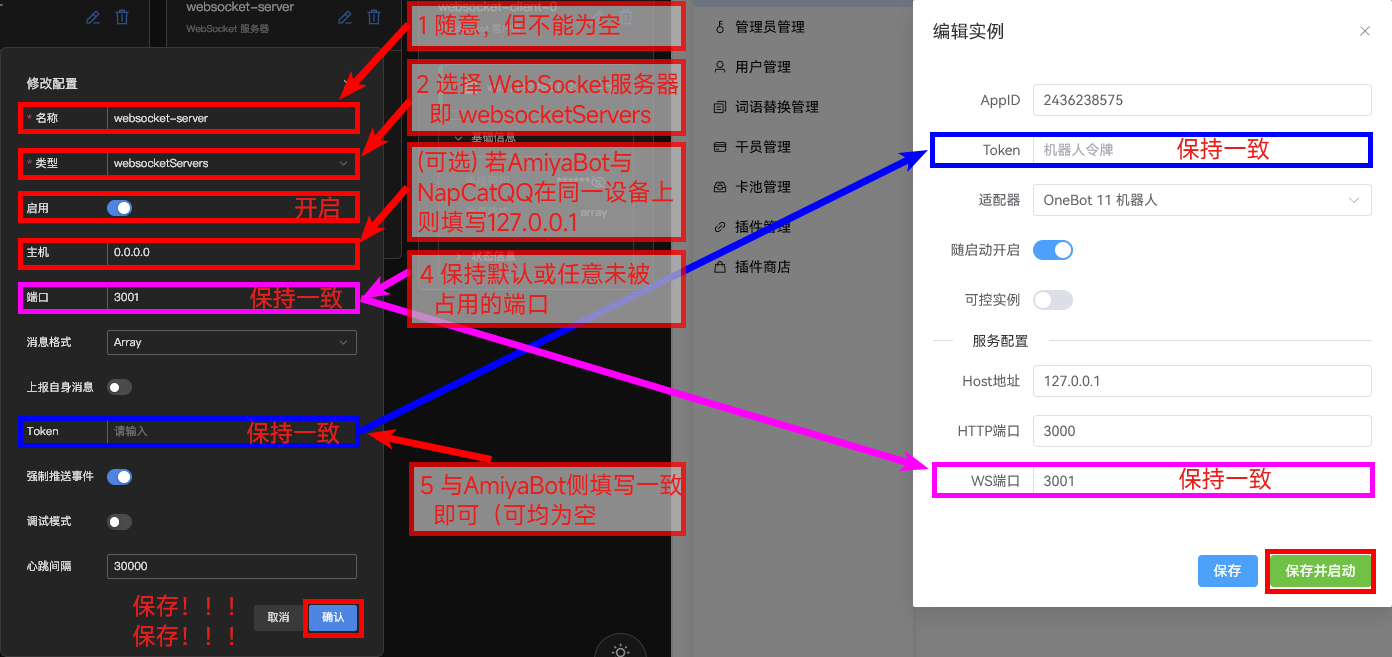 websocket-server
WebSocket 服务器
websocket-client-0
修改配置
* 名称
websocket-server
* 类型
websocketServers
启用
开启
主机
0.0.0.0
端口
3001
保持一致
消息格式
Array
上报自身消息
Token
请输入
保持一致
强制推送事件
调试模式
心跳间隔
30000
保存！！！
保存！！！
取消
确认
1 随意，但不能为空
2 选择 WebSocket服务器
即 websocketServers
基础信息
(可选) 若AmiyaBot与
NapCatQQ在同一设备上
则填写127.0.0.1
array
状态信息
4 保持默认或任意未被
占用的端口
5 与AmiyaBot侧填写一致
即可（可均为空
管理员管理
用户管理
词语替换管理
干员管理
卡池管理
插件管理
插件商店
编辑实例
AppID
2436238575
Token
机器人令牌
保持一致
适配器
OneBot 11 机器人
随启动开启
可控实例
服务配置
Host地址
127.0.0.1
HTTP端口
3000
WS端口
3001
保持一致
保存
保存并启动